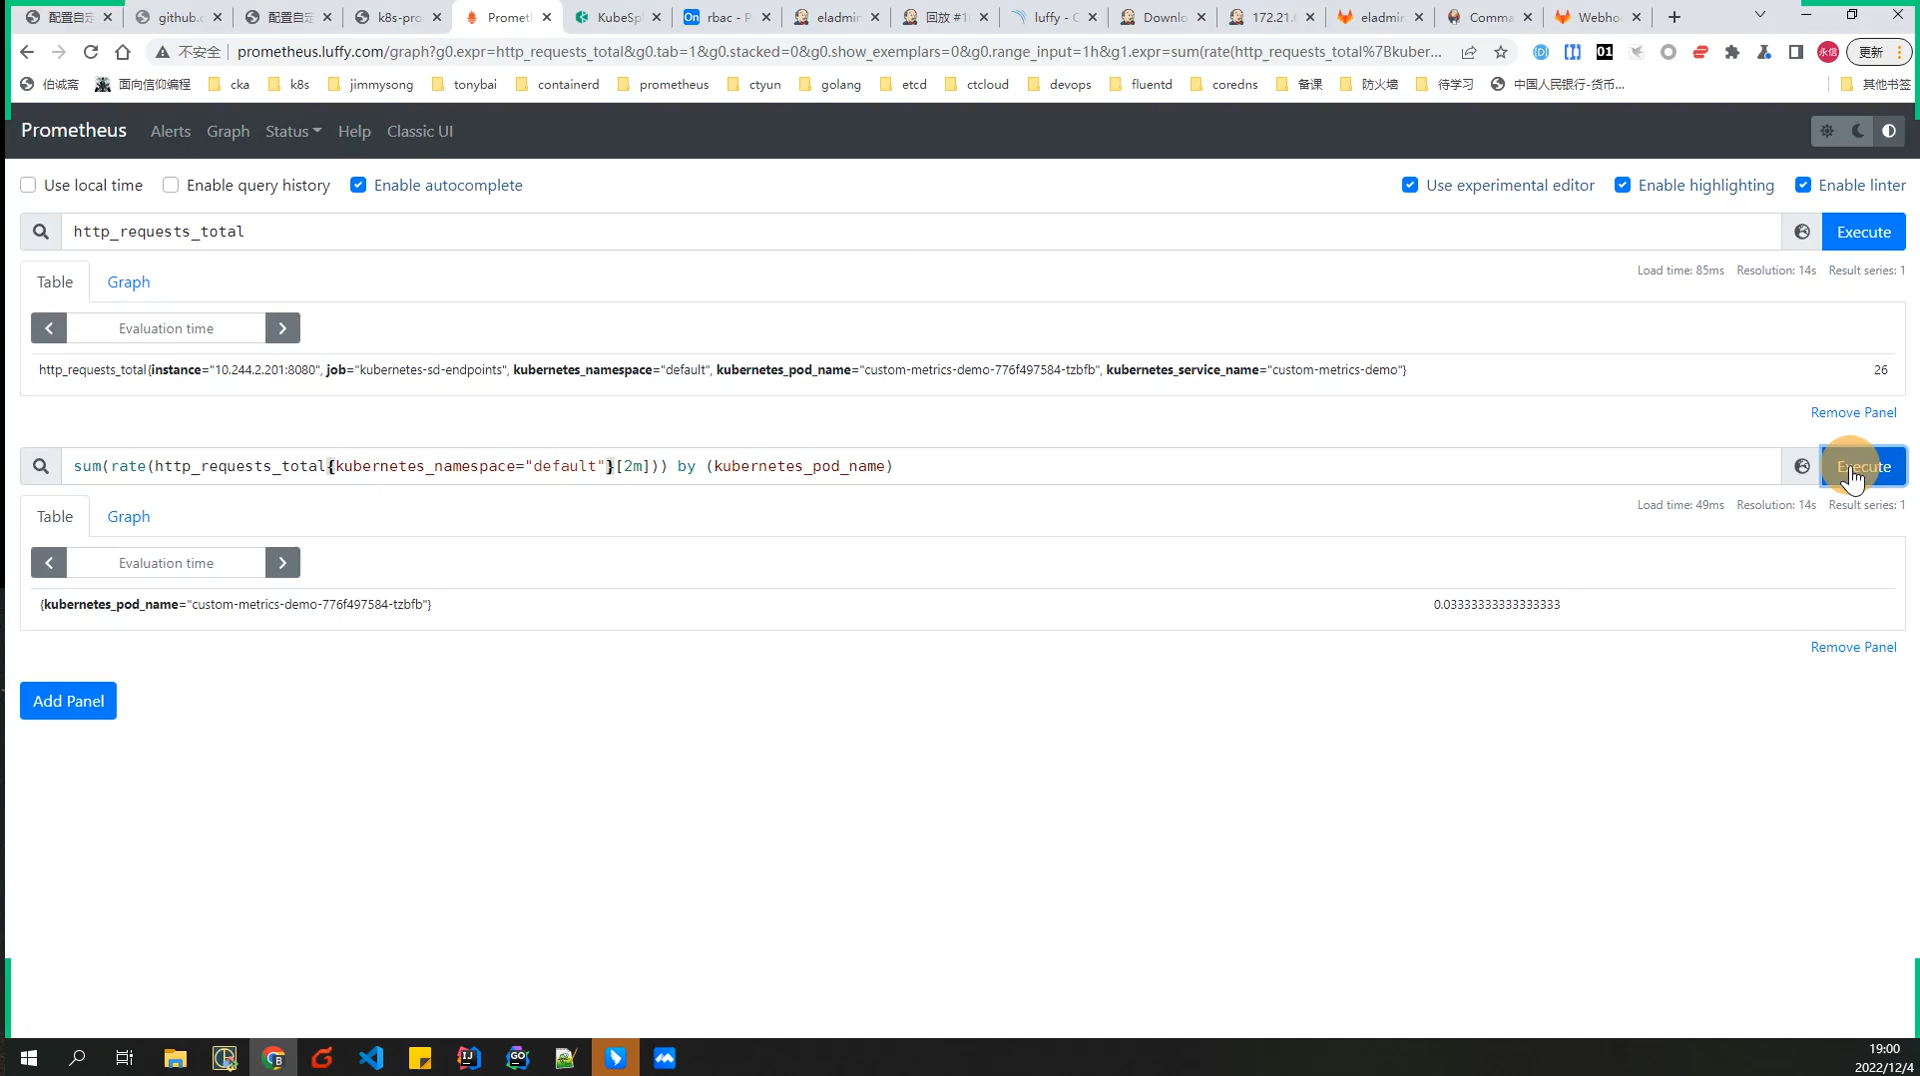 配置自定 github. 配置自定 k8s-pro Promet KubeSp rbac - P eladmin 回放 #1 luffy - C Downlo 172.21. eladmin Comma Webho
不安全 prometheus.luffy.com/graph?g0.expr=http_requests_total&g0.tab=1&g0.stacked=0&g0.show_exemplars=0&g0.range_input=1h&g1.expr=sum(rate(http_requests_total%7Bkuber... 01 永信 更新
伯诚斋 面向信仰编程 cka k8s jimmysong tonybai containerd prometheus ctyun golang etcd ctcloud devops fluentd coredns 备课 防火墙 待学习 中国人民银行-货币... 其他书签
Prometheus Alerts Graph Status Help Classic UI
Use local time Enable query history Enable autocomplete Use experimental editor Enable highlighting Enable linter
http_requests_total Execute
Table Graph Load time: 85ms Resolution: 14s Result series: 1
Evaluation time
http_requests_total{instance="10.244.2.201:8080", job="kubernetes-sd-endpoints", kubernetes_namespace="default", kubernetes_pod_name="custom-metrics-demo-776f497584-tzbfb", kubernetes_service_name="custom-metrics-demo"} 26
Remove Panel
sum(rate(http_requests_total{kubernetes_namespace="default"}[2m])) by (kubernetes_pod_name) Execute
Table Graph Load time: 49ms Resolution: 14s Result series: 1
Evaluation time
{kubernetes_pod_name="custom-metrics-demo-776f497584-tzbfb"} 0.03333333333333333
Remove Panel
Add Panel
19:00
2022/12/4